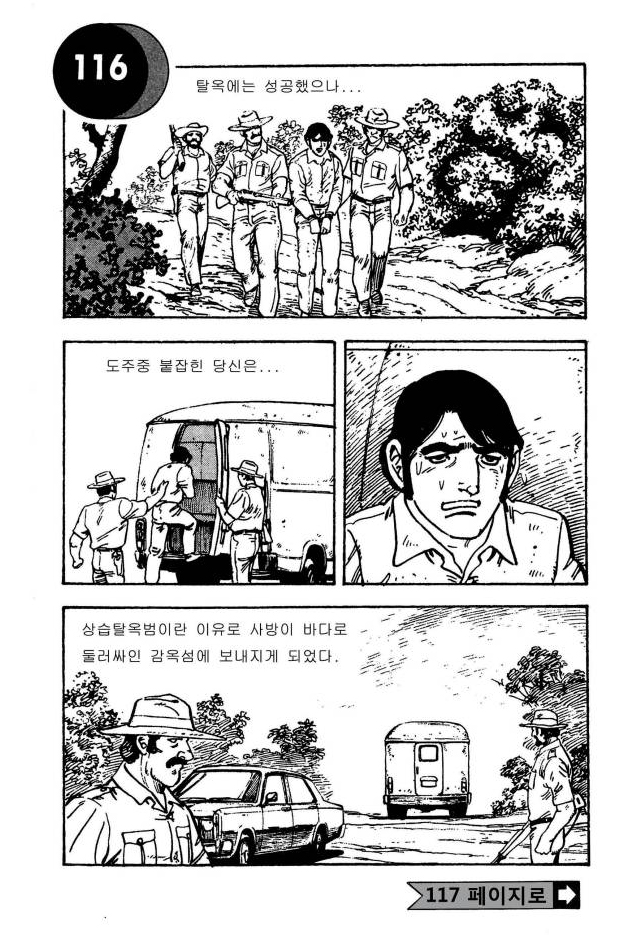 116
탈옥에는 성공했으나...
도주중 붙잡힌 당신은...
상습탈옥범이란 이유로 사방이 바다로
둘러싸인 감옥섬에 보내지게 되었다.
117 페이지로